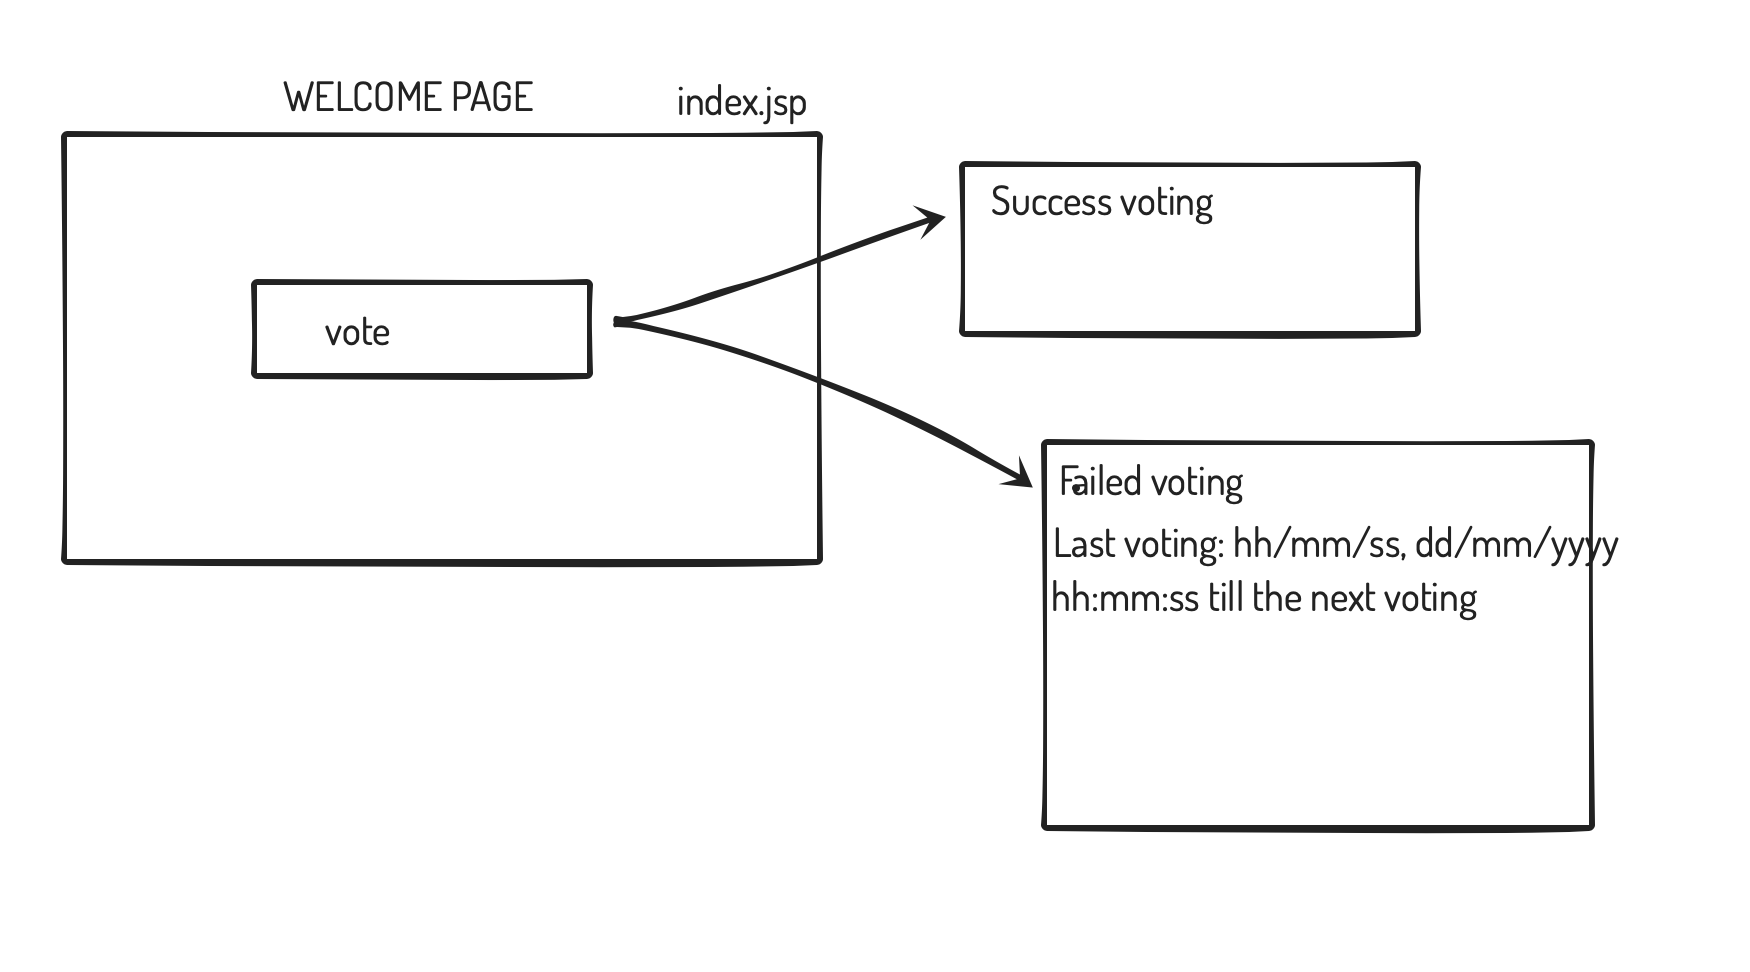 WELCOME PAGE
index.jsp
vote
Success voting
Failed voting
Last voting: hh/mm/ss, dd/mm/yyyy
hh:mm:ss till the next voting